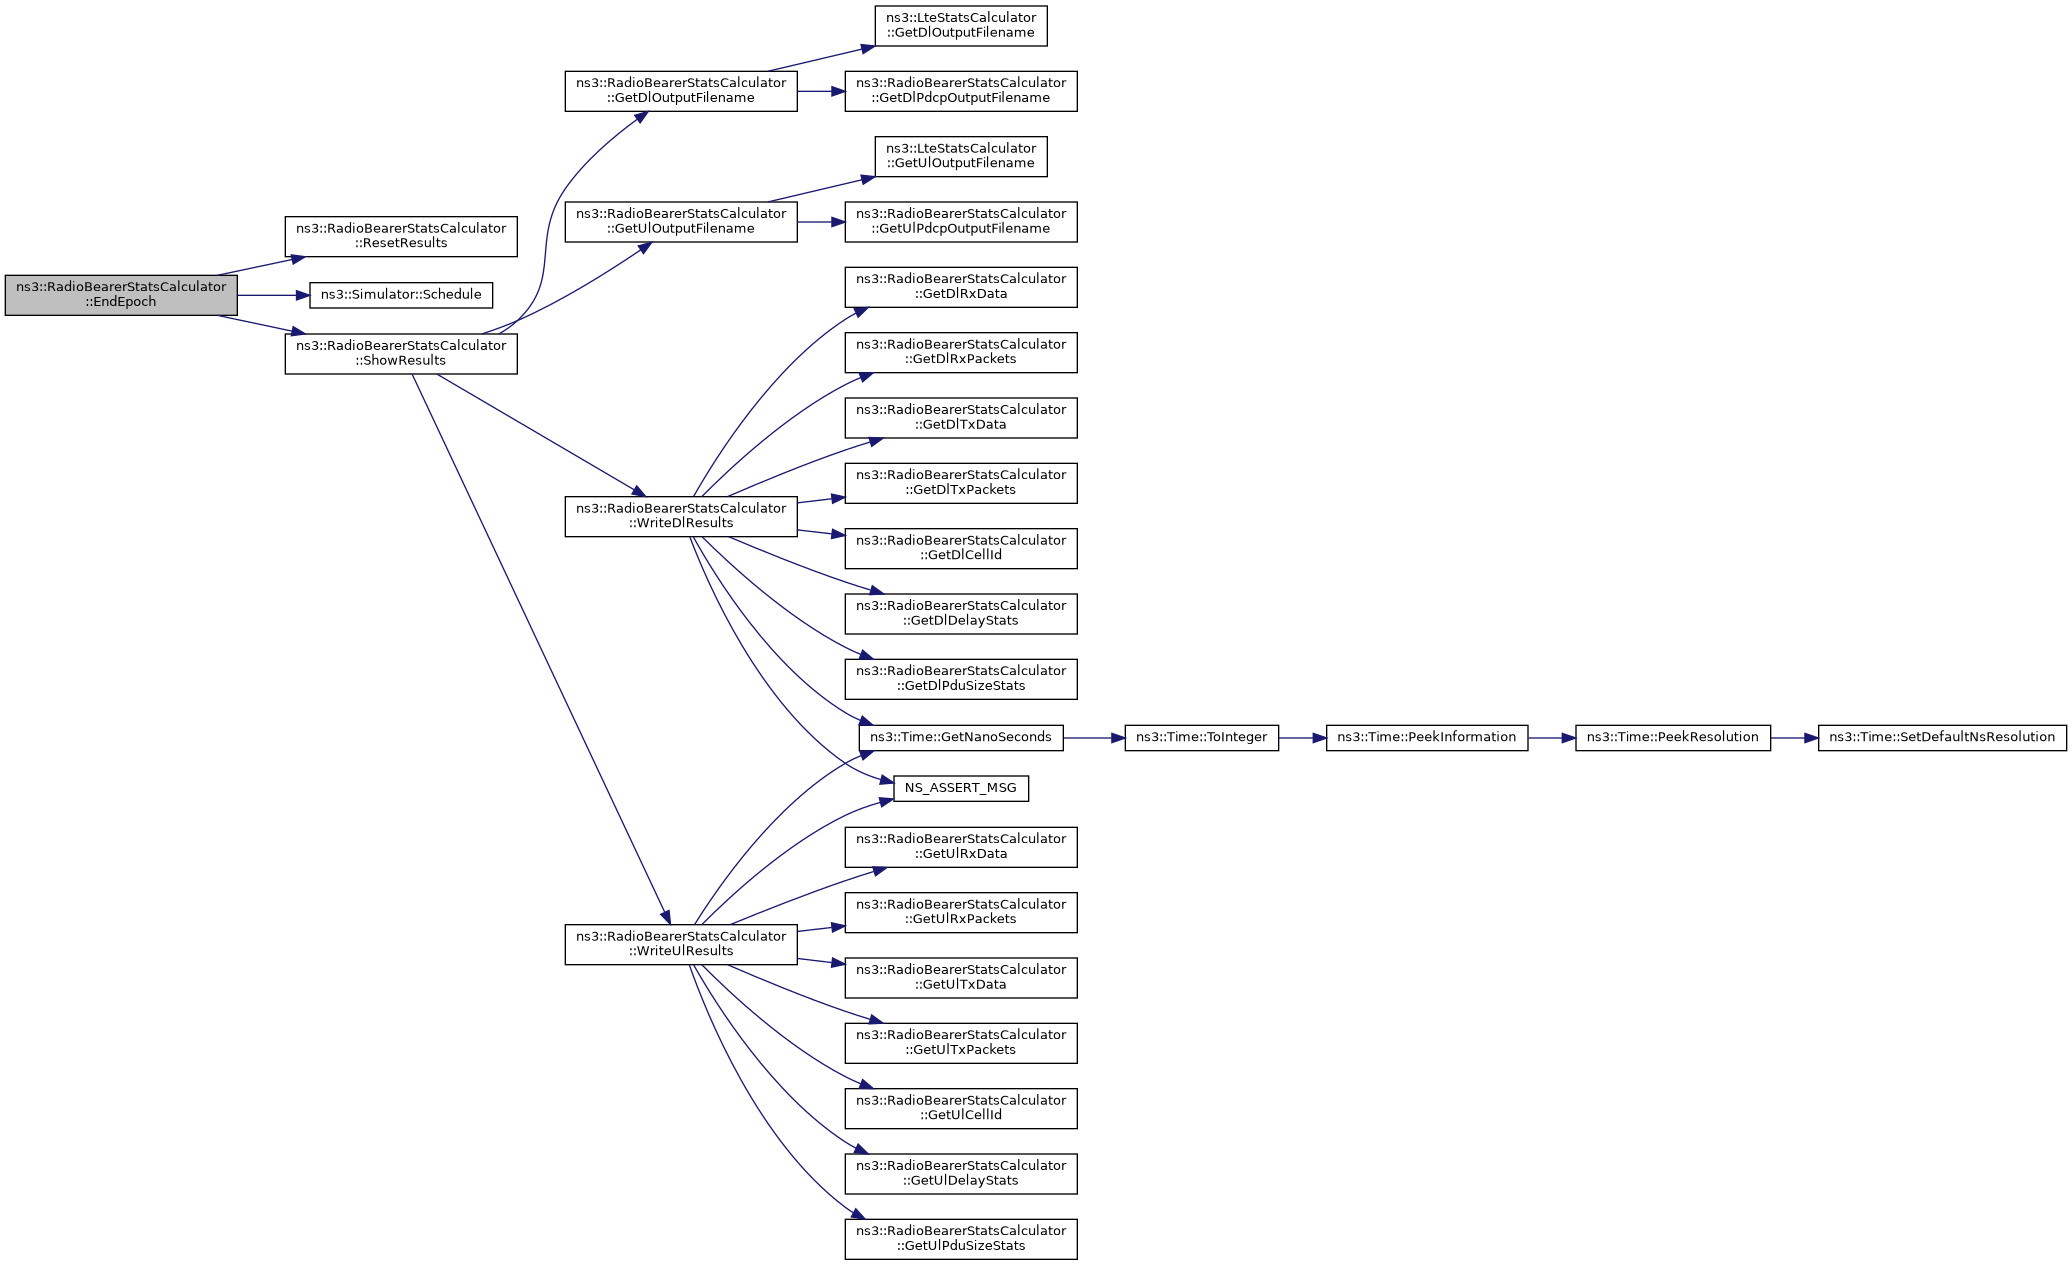 ns3::RadioBearerStatsCalculator
::EndEpoch
ns3::RadioBearerStatsCalculator
::ResetResults
ns3::Simulator::Schedule
ns3::RadioBearerStatsCalculator
::ShowResults
ns3::RadioBearerStatsCalculator
::GetDlOutputFilename
ns3::RadioBearerStatsCalculator
::GetUlOutputFilename
ns3::RadioBearerStatsCalculator
::WriteDlResults
ns3::RadioBearerStatsCalculator
::WriteUlResults
ns3::LteStatsCalculator
::GetDlOutputFilename
ns3::RadioBearerStatsCalculator
::GetDlPdcpOutputFilename
ns3::LteStatsCalculator
::GetUlOutputFilename
ns3::RadioBearerStatsCalculator
::GetUlPdcpOutputFilename
ns3::RadioBearerStatsCalculator
::GetDlRxData
ns3::RadioBearerStatsCalculator
::GetDlRxPackets
ns3::RadioBearerStatsCalculator
::GetDlTxData
ns3::RadioBearerStatsCalculator
::GetDlTxPackets
ns3::RadioBearerStatsCalculator
::GetDlCellId
ns3::RadioBearerStatsCalculator
::GetDlDelayStats
ns3::RadioBearerStatsCalculator
::GetDlPduSizeStats
ns3::Time::GetNanoSeconds
ns3::Time::ToInteger
ns3::Time::PeekInformation
ns3::Time::PeekResolution
ns3::Time::SetDefaultNsResolution
NS_ASSERT_MSG
ns3::RadioBearerStatsCalculator
::GetUlRxData
ns3::RadioBearerStatsCalculator
::GetUlRxPackets
ns3::RadioBearerStatsCalculator
::GetUlTxData
ns3::RadioBearerStatsCalculator
::GetUlTxPackets
ns3::RadioBearerStatsCalculator
::GetUlCellId
ns3::RadioBearerStatsCalculator
::GetUlDelayStats
ns3::RadioBearerStatsCalculator
::GetUlPduSizeStats